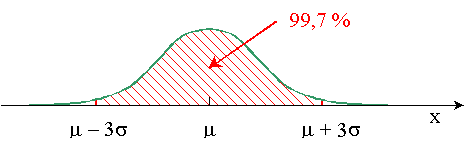 99,7 %
x
μ – 3σ μ μ + 3σ